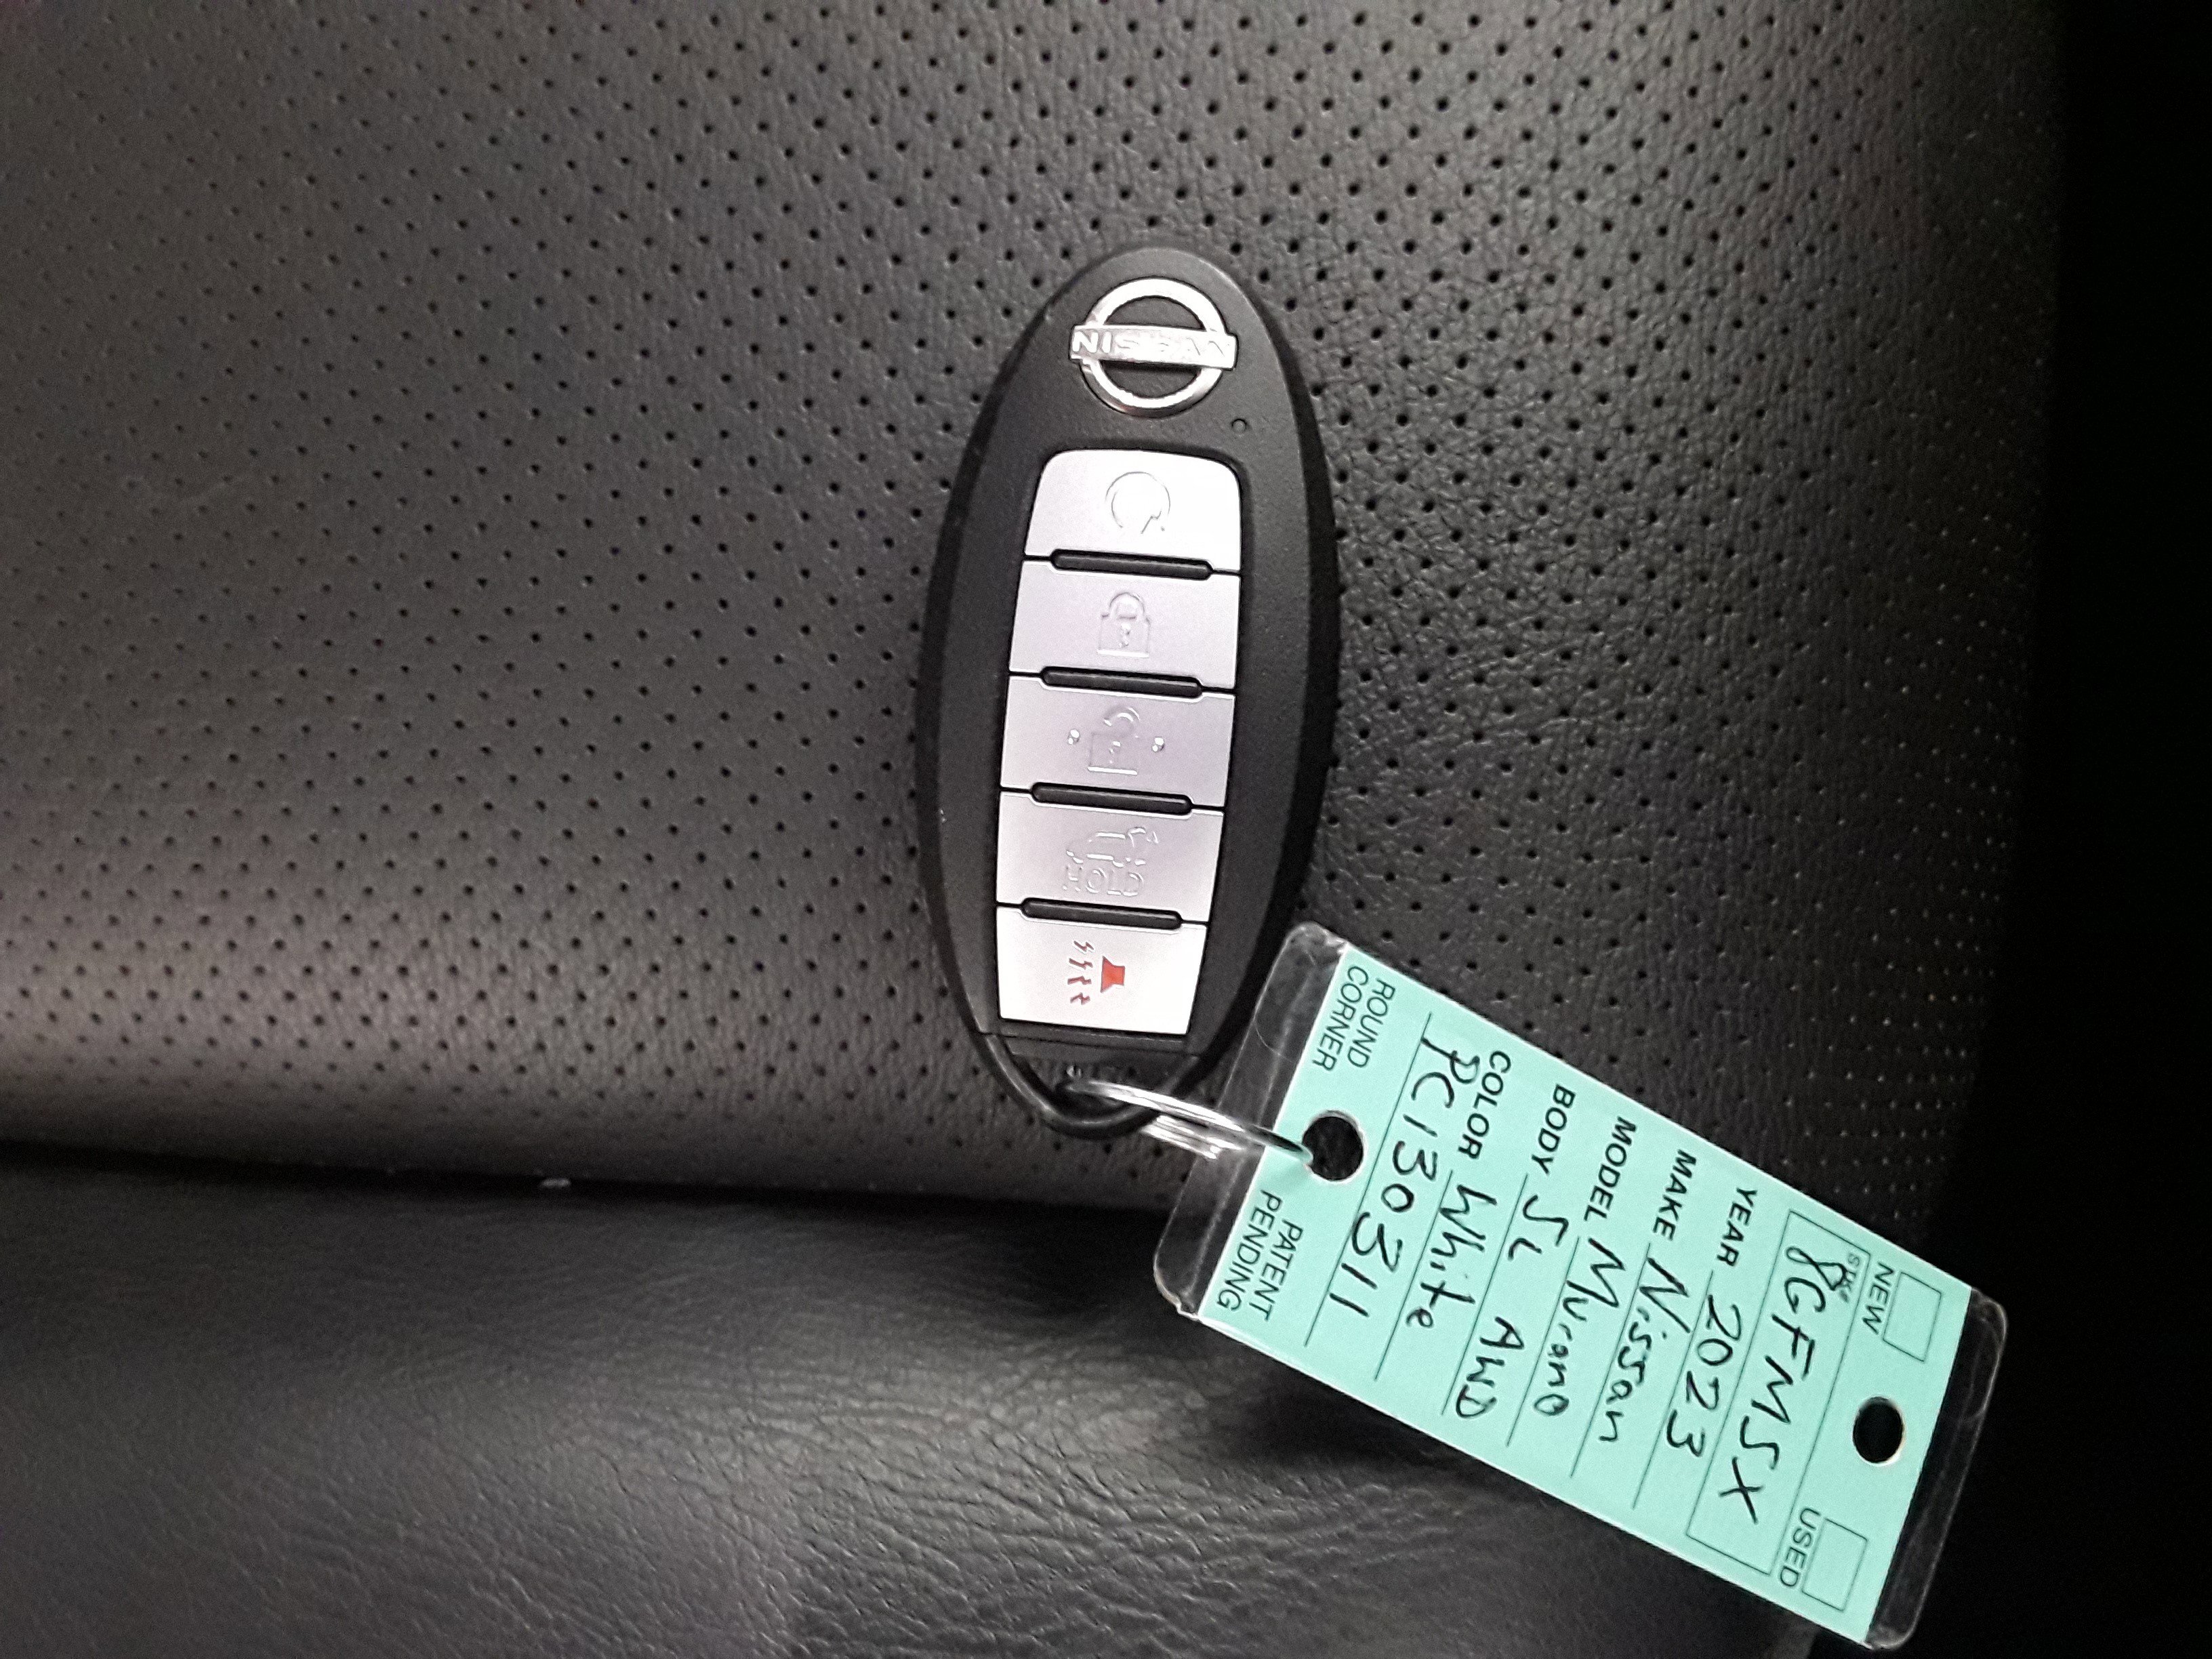 NISSAN
HOLD
NEW USED
STK#
8GFMSX
YEAR 2023
MAKE Nissan
MODEL Murano
BODY SL AWD
COLOR White
PC130311
ROUND CORNER
PATENT PENDING